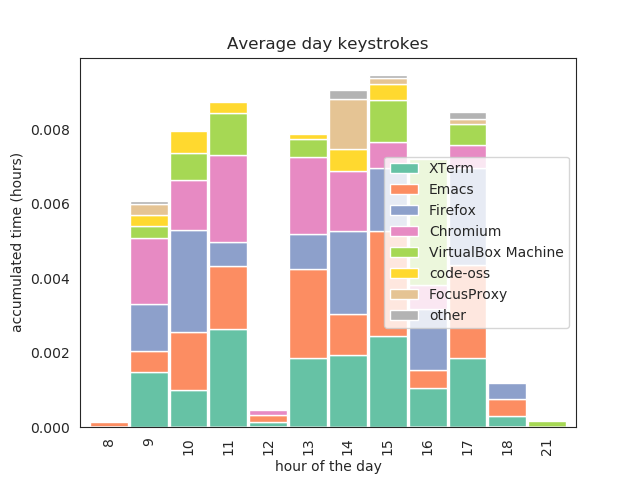 Average day keystrokes
accumulated time (hours)
0.008
0.006
0.004
0.002
0.000
XTerm
Emacs
Firefox
Chromium
VirtualBox Machine
code-oss
FocusProxy
other
8
9
10
11
12
13
14
15
16
17
18
21
hour of the day